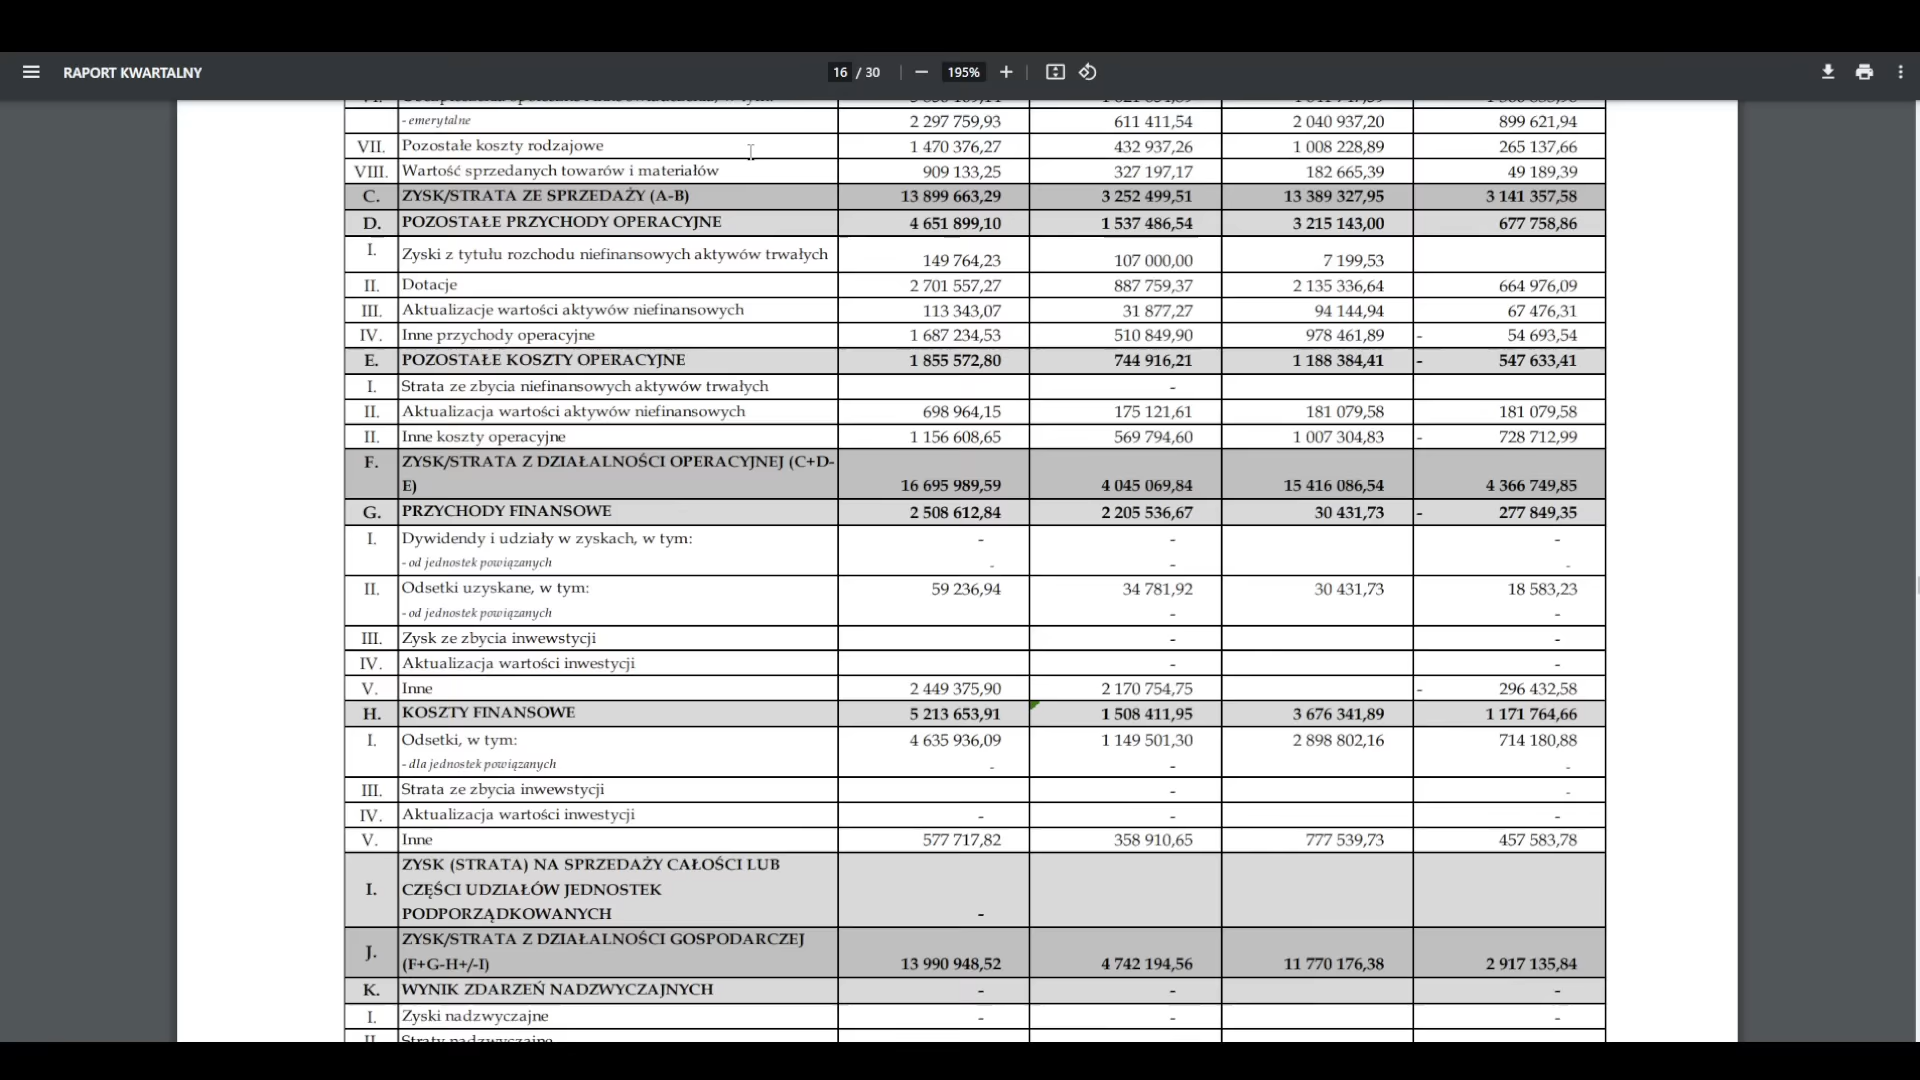 RAPORT KWARTALNY 16 / 30 195%
- emerytalne 2 297 759,93 611 411,54 2 040 937,20 899 621,94
VII. Pozostałe koszty rodzajowe 1 470 376,27 432 937,26 1 008 228,89 265 137,66
VIII. Wartość sprzedanych towarów i materiałów 909 133,25 327 197,17 182 665,39 49 189,39
C. ZYSK/STRATA ZE SPRZEDAŻY (A-B) 13 899 663,29 3 252 499,51 13 389 327,95 3 141 357,58
D. POZOSTAŁE PRZYCHODY OPERACYJNE 4 651 899,10 1 537 486,54 3 215 143,00 677 758,86
I. Zyski z tytułu rozchodu niefinansowych aktywów trwałych 149 764,23 107 000,00 7 199,53
II. Dotacje 2 701 557,27 887 759,37 2 135 336,64 664 976,09
III. Aktualizacje wartości aktywów niefinansowych 113 343,07 31 877,27 94 144,94 67 476,31
IV. Inne przychody operacyjne 1 687 234,53 510 849,90 978 461,89 - 54 693,54
E. POZOSTAŁE KOSZTY OPERACYJNE 1 855 572,80 744 916,21 1 188 384,41 - 547 633,41
I. Strata ze zbycia niefinansowych aktywów trwałych -
II. Aktualizacja wartości aktywów niefinansowych 698 964,15 175 121,61 181 079,58 181 079,58
II. Inne koszty operacyjne 1 156 608,65 569 794,60 1 007 304,83 - 728 712,99
F. ZYSK/STRATA Z DZIAŁALNOŚCI OPERACYJNEJ (C+D-
E) 16 695 989,59 4 045 069,84 15 416 086,54 4 366 749,85
G. PRZYCHODY FINANSOWE 2 508 612,84 2 205 536,67 30 431,73 - 277 849,35
I. Dywidendy i udziały w zyskach, w tym: - - -
- od jednostek powiązanych - - -
II. Odsetki uzyskane, w tym: 59 236,94 34 781,92 30 431,73 18 583,23
- od jednostek powiązanych - -
III. Zysk ze zbycia inwewstycji - -
IV. Aktualizacja wartości inwestycji - -
V. Inne 2 449 375,90 2 170 754,75 - 296 432,58
H. KOSZTY FINANSOWE 5 213 653,91 1 508 411,95 3 676 341,89 1 171 764,66
I. Odsetki, w tym: 4 635 936,09 1 149 501,30 2 898 802,16 714 180,88
- dla jednostek powiązanych - - -
III. Strata ze zbycia inwewstycji - -
IV. Aktualizacja wartości inwestycji - - -
V. Inne 577 717,82 358 910,65 777 539,73 457 583,78
ZYSK (STRATA) NA SPRZEDAŻY CAŁOŚCI LUB
I. CZĘŚCI UDZIAŁÓW JEDNOSTEK
PODPORZĄDKOWANYCH -
ZYSK/STRATA Z DZIAŁALNOŚCI GOSPODARCZEJ
J. (F+G-H+/-I) 13 990 948,52 4 742 194,56 11 770 176,38 2 917 135,84
K. WYNIK ZDARZEŃ NADZWYCZAJNYCH - - -
I. Zyski nadzwyczajne - - -